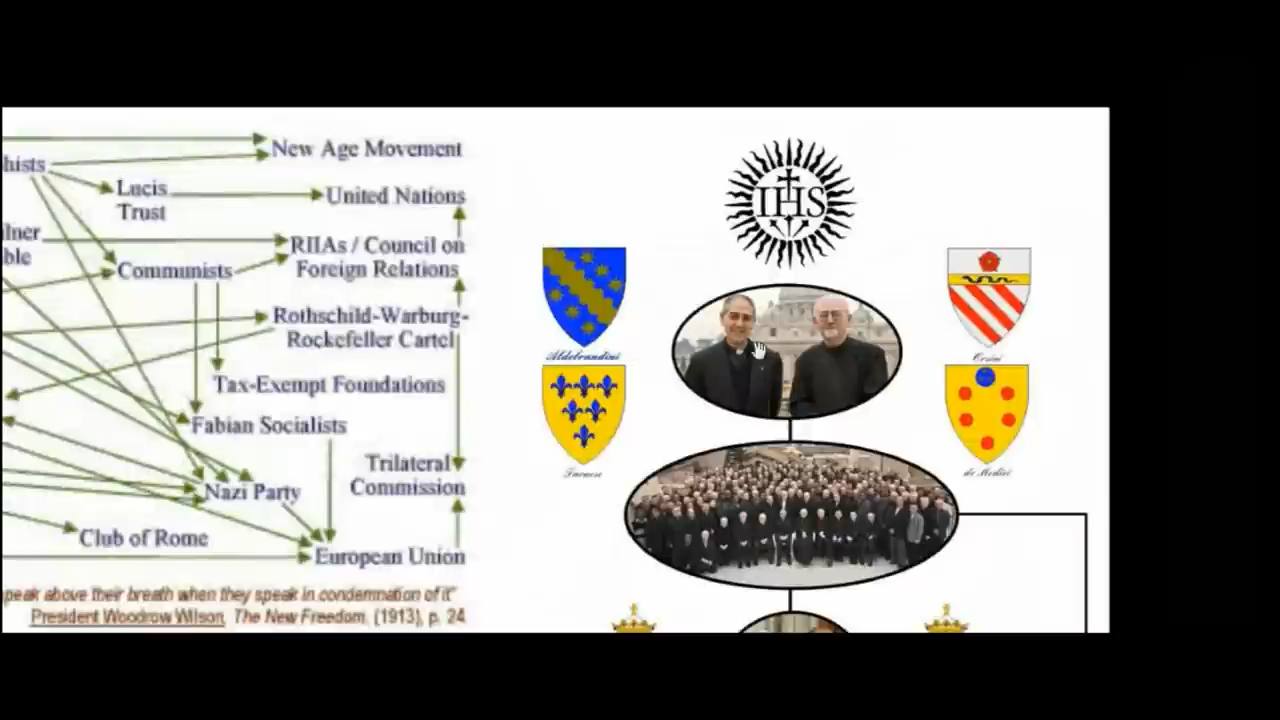 New Age Movement
hists
Lucis
Trust
United Nations
lner
ble
RIIAs / Council on
Foreign Relations
Communists
Rothschild-Warburg-
Rockefeller Cartel
Tax-Exempt Foundations
Fabian Socialists
Trilateral
Commission
Nazi Party
Club of Rome
European Union
peak above their breath when they speak in condemnation of it"
President Woodrow Wilson, The New Freedom, (1913), p. 24
IHS
Aldobrandini
Orsini
Farnese
de Medici